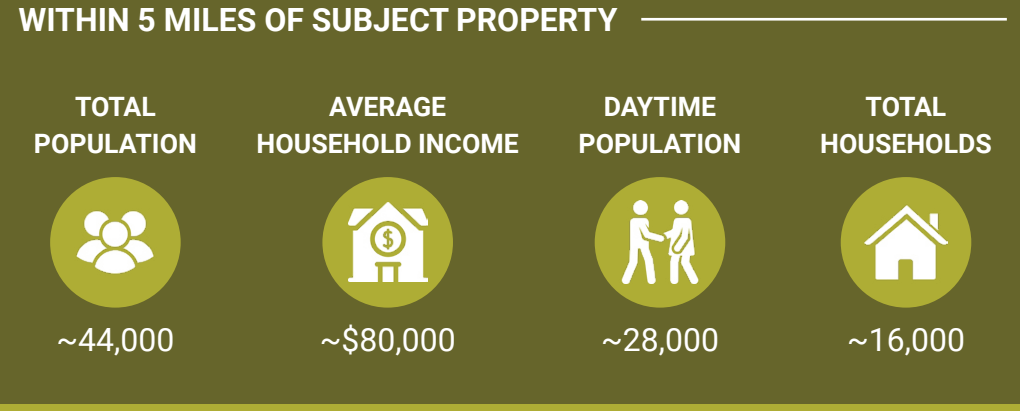 WITHIN 5 MILES OF SUBJECT PROPERTY
TOTAL
POPULATION
~44,000
AVERAGE
HOUSEHOLD INCOME
$
~$80,000
DAYTIME
POPULATION
~28,000
TOTAL
HOUSEHOLDS
~16,000